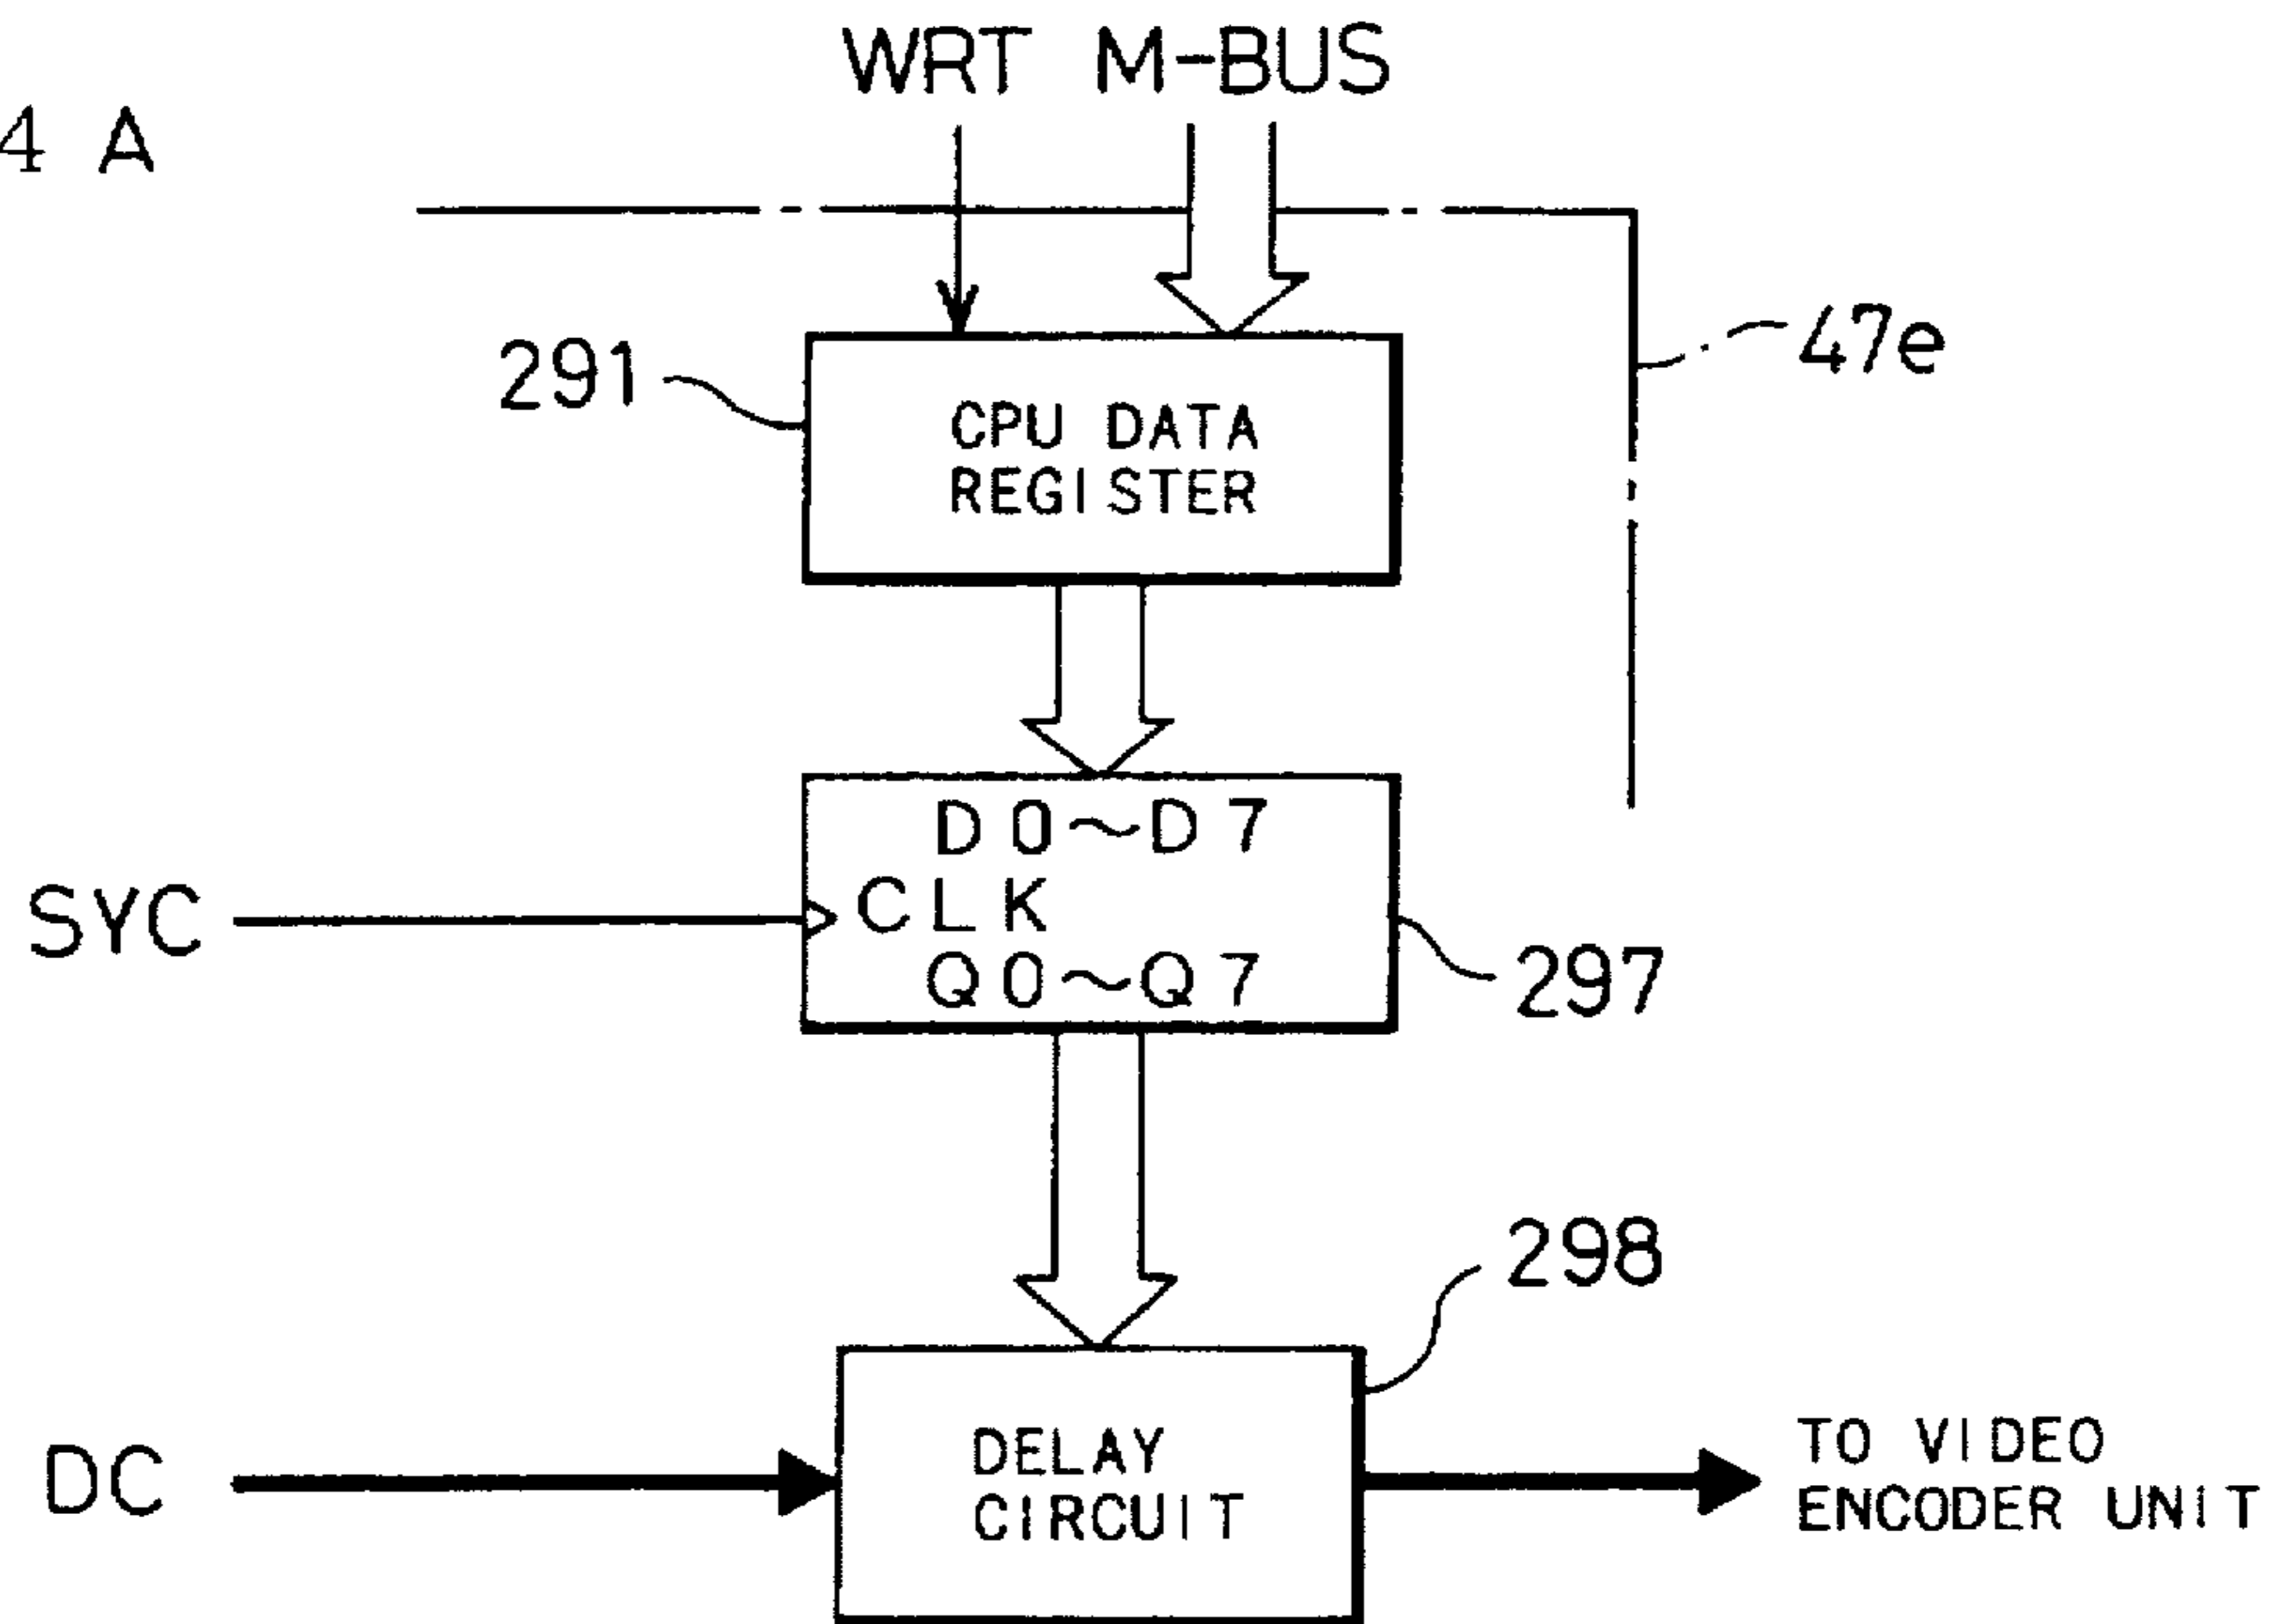 WRT M-BUS
4 A
47e
291
CPU DATA
REGISTER
D0~D7
SYC
CLK
Q0~Q7
297
298
DC
DELAY
CIRCUIT
TO VIDEO
ENCODER UNIT